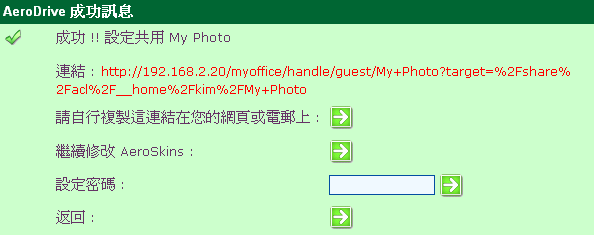 AeroDrive 成功訊息
成功 !! 設定共用 My Photo
連結 : http://192.168.2.20/myoffice/handle/guest/My+Photo?target=%2Fshare%
2Facl%2F__home%2Fkim%2FMy+Photo
請自行複製這連結在您的網頁或電郵上 :
繼續修改 AeroSkins :
設定密碼 :
返回 :